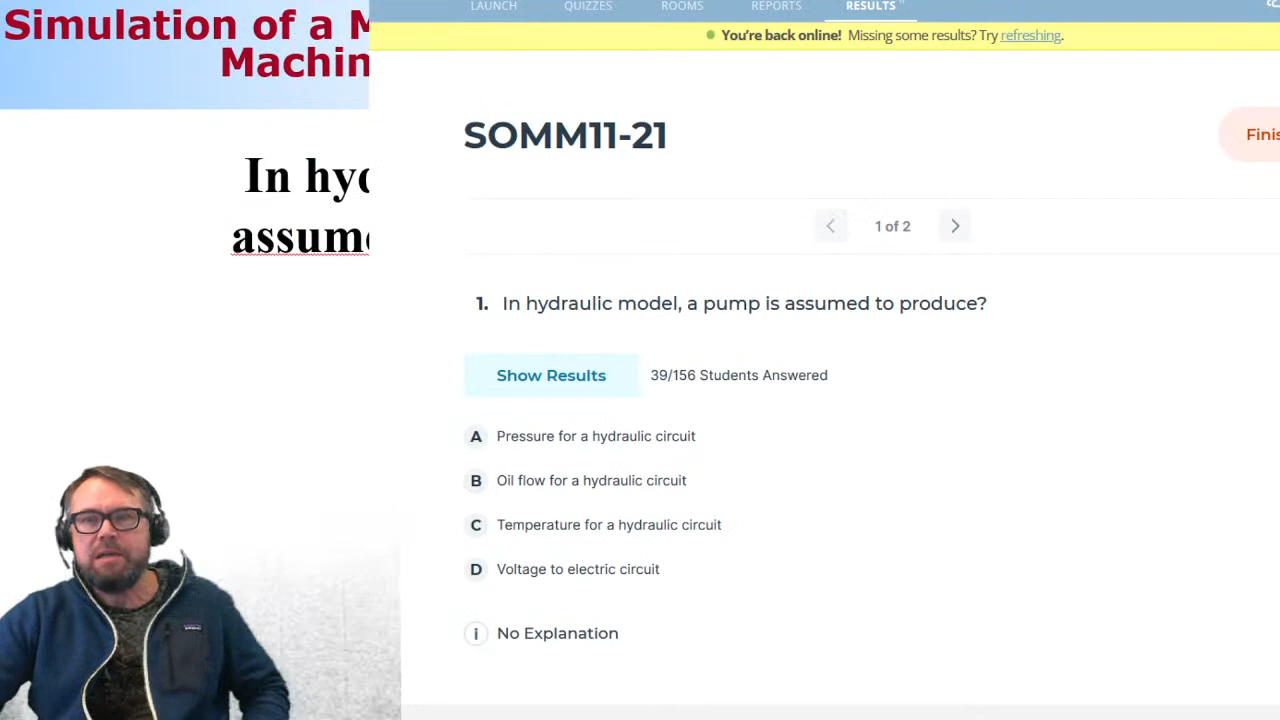 Simulation of a M
Machin
In hyd
assume
LAUNCH QUIZZES ROOMS REPORTS RESULTS
You're back online! Missing some results? Try refreshing.
SOMM11-21
Finis
1 of 2
1. In hydraulic model, a pump is assumed to produce?
Show Results 39/156 Students Answered
A Pressure for a hydraulic circuit
B Oil flow for a hydraulic circuit
C Temperature for a hydraulic circuit
D Voltage to electric circuit
i No Explanation